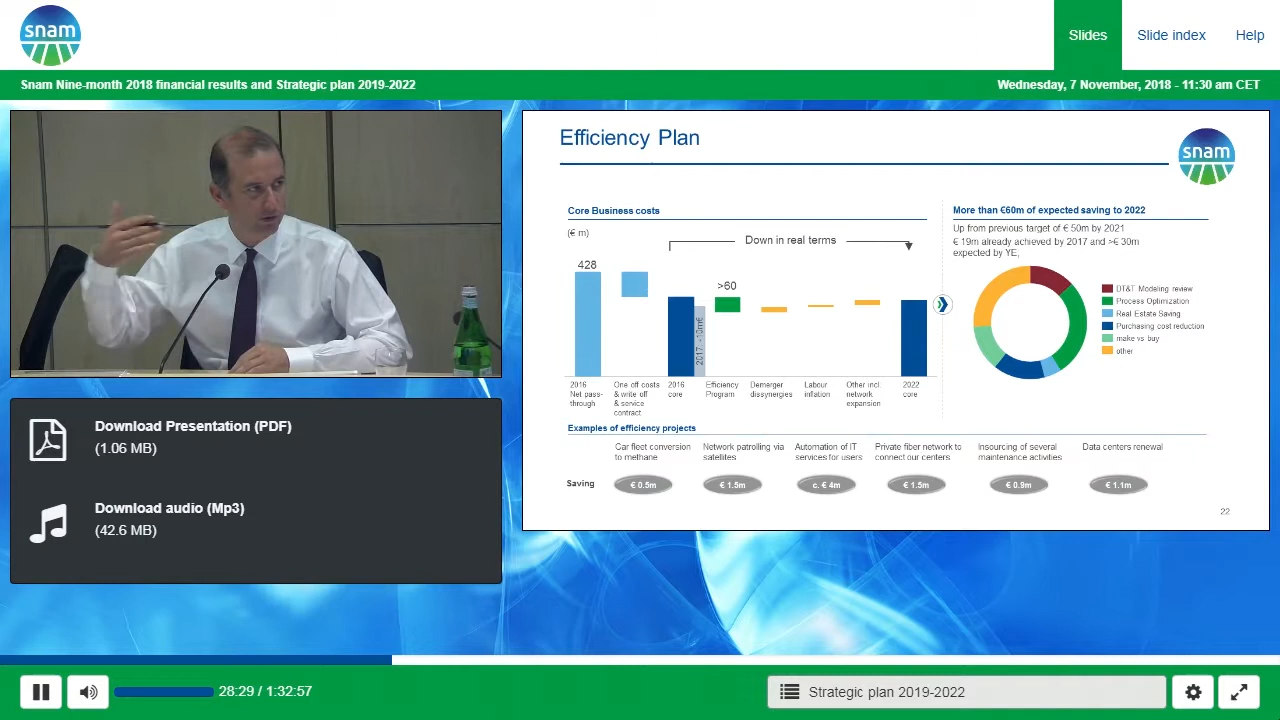 snam
Slides
Slide index
Help
Snam Nine-month 2018 financial results and Strategic plan 2019-2022
Wednesday, 7 November, 2018 - 11:30 am CET
Efficiency Plan
snam
Core Business costs
(€ m)
Down in real terms
428
>60
2017: -10m€
2016
Net pass-
through
One off costs
& write off
& service
contract
2016
core
Efficiency
Program
Demerger
dissynergies
Labour
inflation
Other incl.
network
expansion
2022
core
More than €60m of expected saving to 2022
Up from previous target of € 50m by 2021
€ 19m already achieved by 2017 and >€ 30m
expected by YE,
DT&T Modeling review
Process Optimization
Real Estate Saving
Purchasing cost reduction
make vs buy
other
Examples of efficiency projects
Car fleet conversion
to methane
Network patrolling via
satellites
Automation of IT
services for users
Private fiber network to
connect our centers
Insourcing of several
maintenance activities
Data centers renewal
Saving
€ 0.5m
€ 1.5m
c. € 4m
€ 1.5m
€ 0.9m
€ 1.1m
22
Download Presentation (PDF)
(1.06 MB)
Download audio (Mp3)
(42.6 MB)
28:29 / 1:32:57
Strategic plan 2019-2022